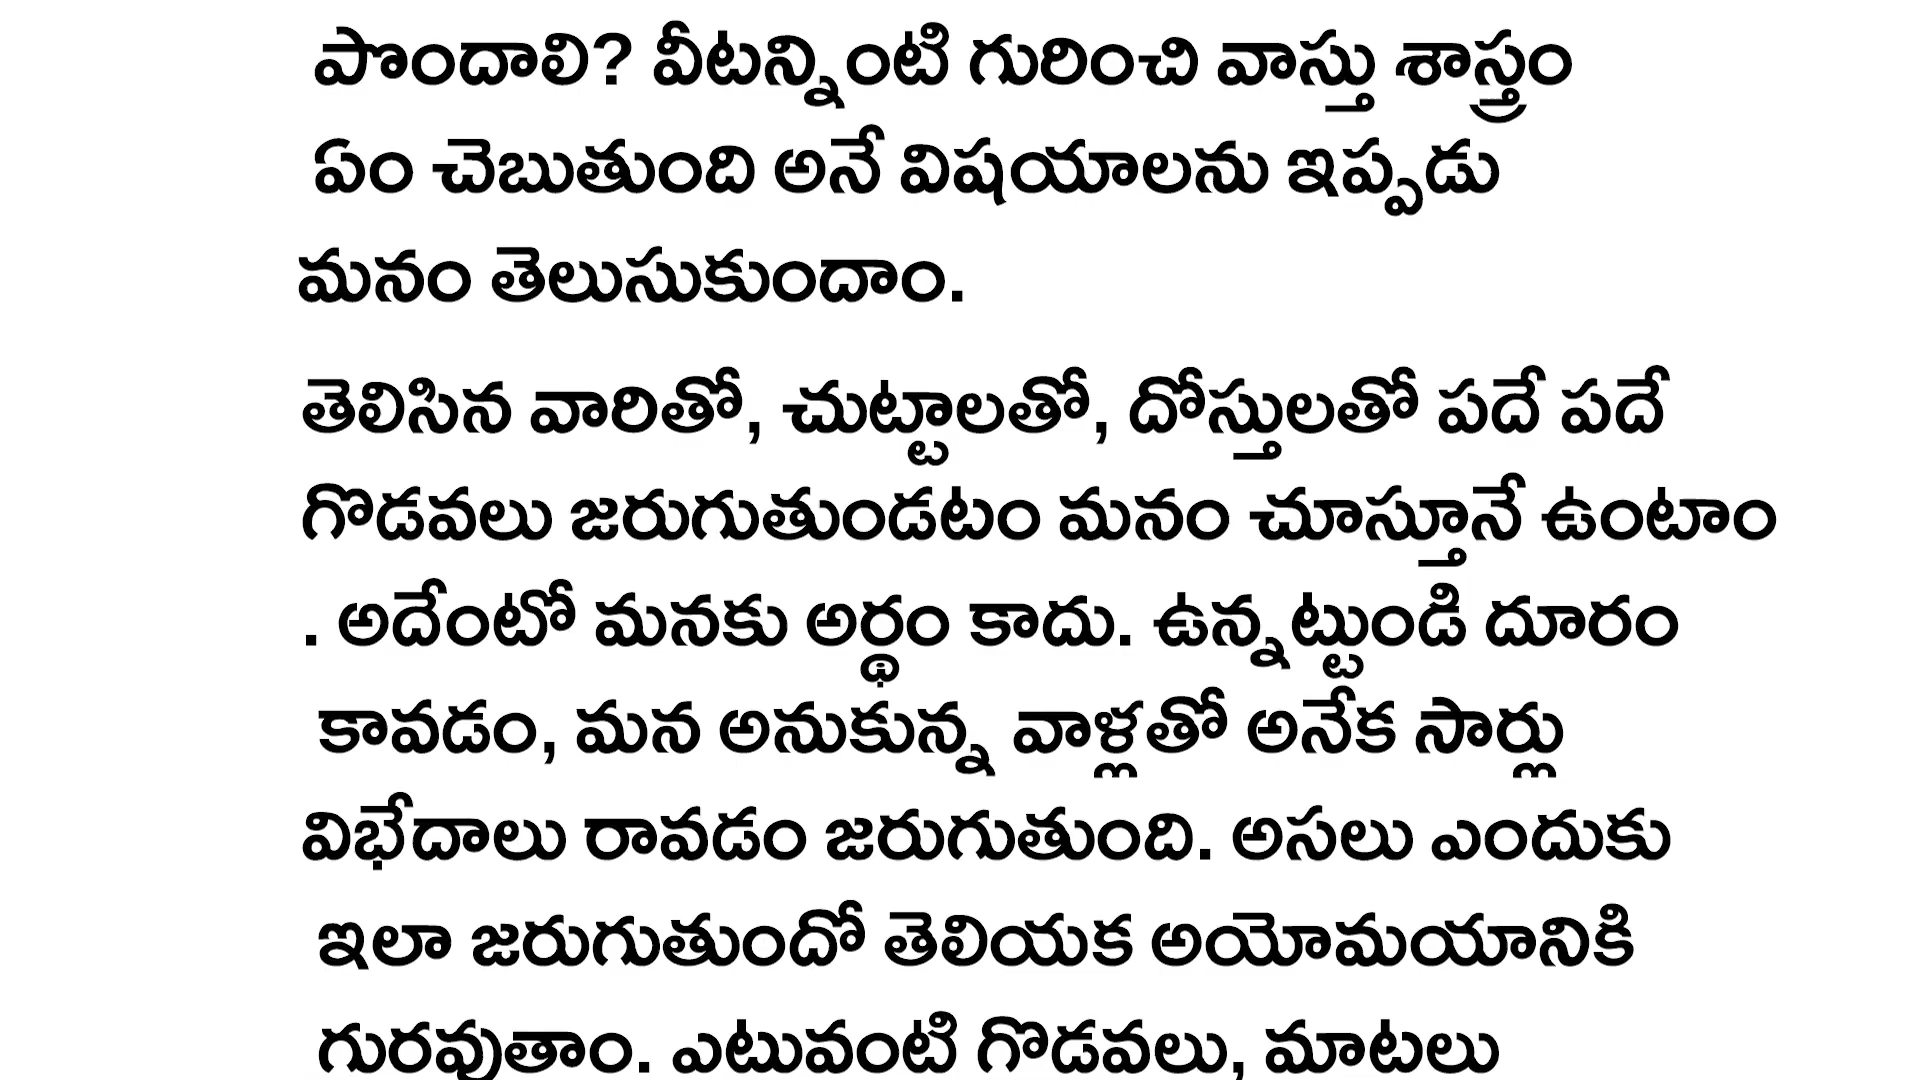 పొందాలి? వీటన్నింటి గురించి వాస్తు శాస్త్రం
ఏం చెబుతుంది అనే విషయాలను ఇప్పుడు
మనం తెలుసుకుందాం.
తెలిసిన వారితో, చుట్టాలతో, దోస్తులతో పదే పదే
గొడవలు జరుగుతుండటం మనం చూస్తూనే ఉంటాం
. అదేంటో మనకు అర్థం కాదు. ఉన్నట్టుండి దూరం
కావడం, మన అనుకున్న వాళ్లతో అనేక సార్లు
విభేదాలు రావడం జరుగుతుంది. అసలు ఎందుకు
ఇలా జరుగుతుందో తెలియక అయోమయానికి
గురవుతాం. ఎటువంటి గొడవలు, మాటలు